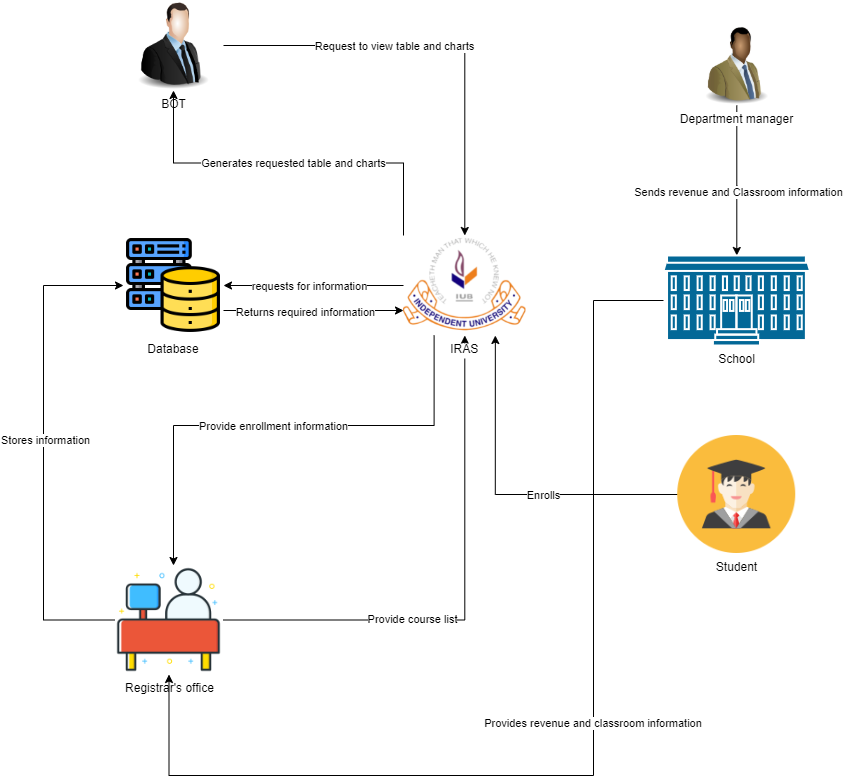 Request to view table and charts
BOT
Department manager
Generates requested table and charts
Sends revenue and Classroom information
TEACHETH MAN THAT WHICH HE KNEW NOT
IUB
INDEPENDENT UNIVERSITY
requests for information
Returns required information
Database
IRAS
School
Provide enrollment information
Stores information
Enrolls
Student
Provide course list
Registrar's office
Provides revenue and classroom information